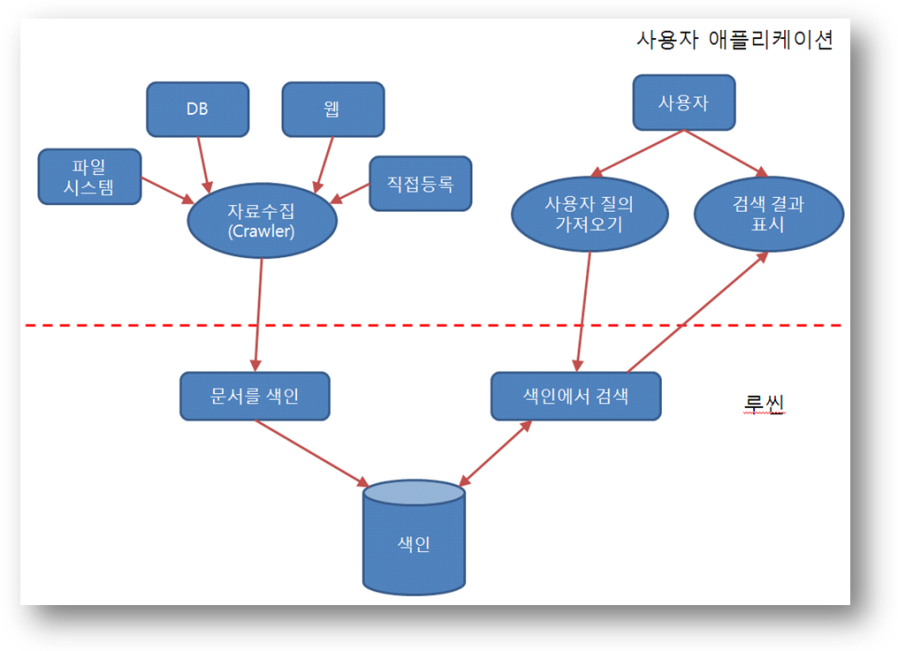 사용자 애플리케이션
DB
웹
사용자
파일
시스템
직접등록
자료수집
(Crawler)
사용자 질의
가져오기
검색 결과
표시
문서를 색인
색인에서 검색
루씬
색인